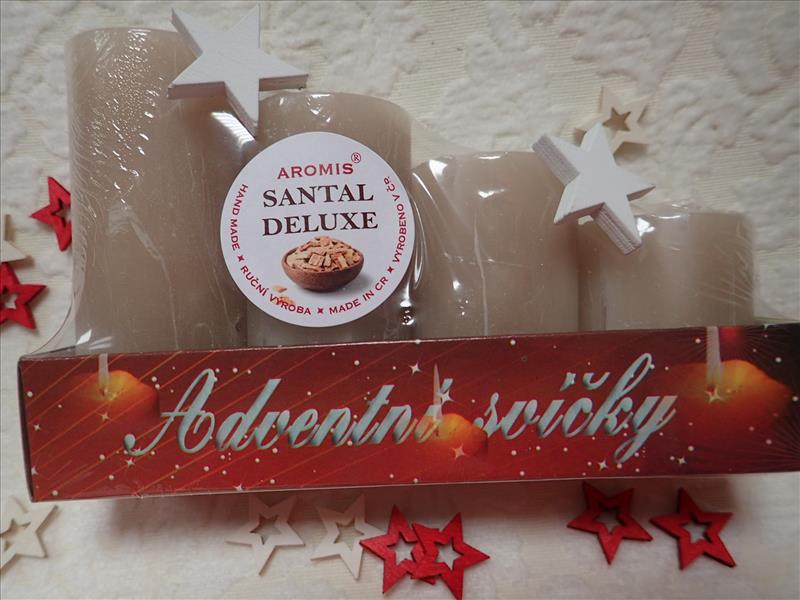 AROMIS®
SANTAL
DELUXE
HAND MADE ★ RUČNÍ VÝROBA ★ MADE IN CR ★ VYROBENO V ČR
Adventní svíčky